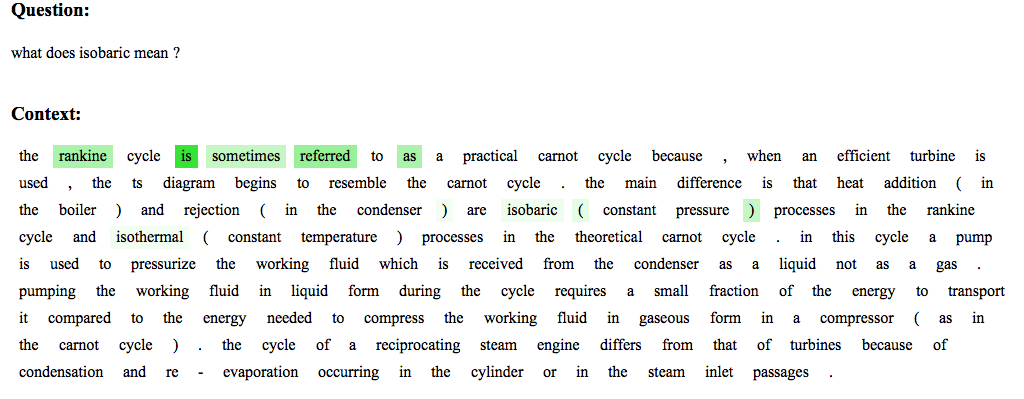 Question:
what does isobaric mean ?
Context:
the rankine cycle is sometimes referred to as a practical carnot cycle because , when an efficient turbine is
used , the ts diagram begins to resemble the carnot cycle . the main difference is that heat addition ( in
the boiler ) and rejection ( in the condenser ) are isobaric ( constant pressure ) processes in the rankine
cycle and isothermal ( constant temperature ) processes in the theoretical carnot cycle . in this cycle a pump
is used to pressurize the working fluid which is received from the condenser as a liquid not as a gas .
pumping the working fluid in liquid form during the cycle requires a small fraction of the energy to transport
it compared to the energy needed to compress the working fluid in gaseous form in a compressor ( as in
the carnot cycle ) . the cycle of a reciprocating steam engine differs from that of turbines because of
condensation and re - evaporation occurring in the cylinder or in the steam inlet passages .